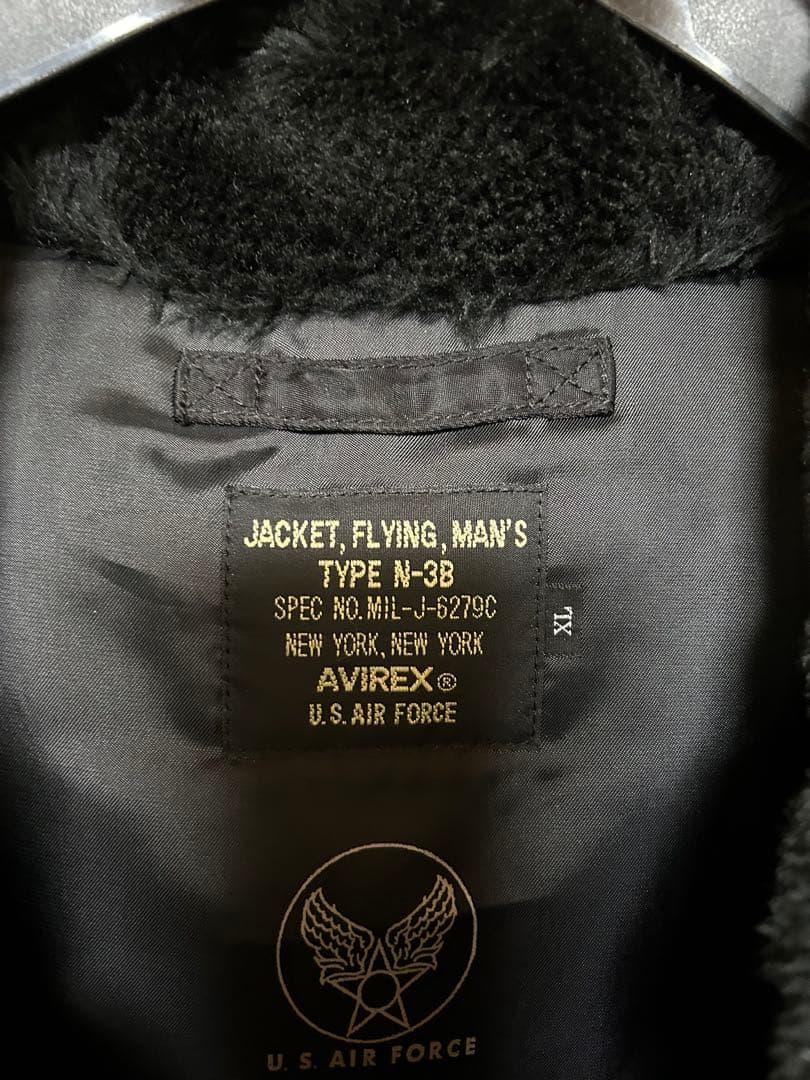 JACKET, FLYING, MAN'S
TYPE N-3B
SPEC NO. MIL-J-6279C
NEW YORK, NEW YORK
AVIREX®
U.S. AIR FORCE
XL
U. S. AIR FORCE